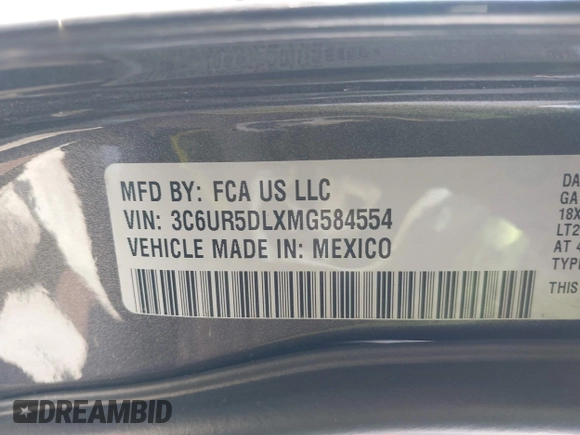 MFD BY: FCA US LLC
VIN: 3C6UR5DLXMG584554
VEHICLE MADE IN: MEXICO
DA
GA
18X
LT2
AT 4
TYP
THIS
DREAMBID